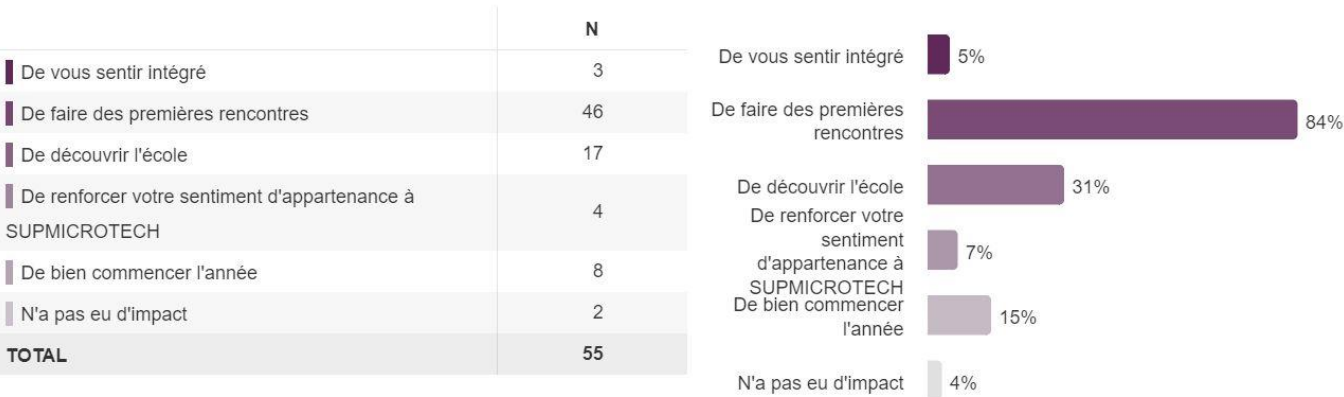 N
De vous sentir intégré 3
De faire des premières rencontres 46
De découvrir l'école 17
De renforcer votre sentiment d'appartenance à
SUPMICROTECH 4
De bien commencer l'année 8
N'a pas eu d'impact 2
TOTAL 55
De vous sentir intégré 5%
De faire des premières
rencontres 84%
De découvrir l'école 31%
De renforcer votre
sentiment
d'appartenance à
SUPMICROTECH 7%
De bien commencer
l'année 15%
N'a pas eu d'impact 4%